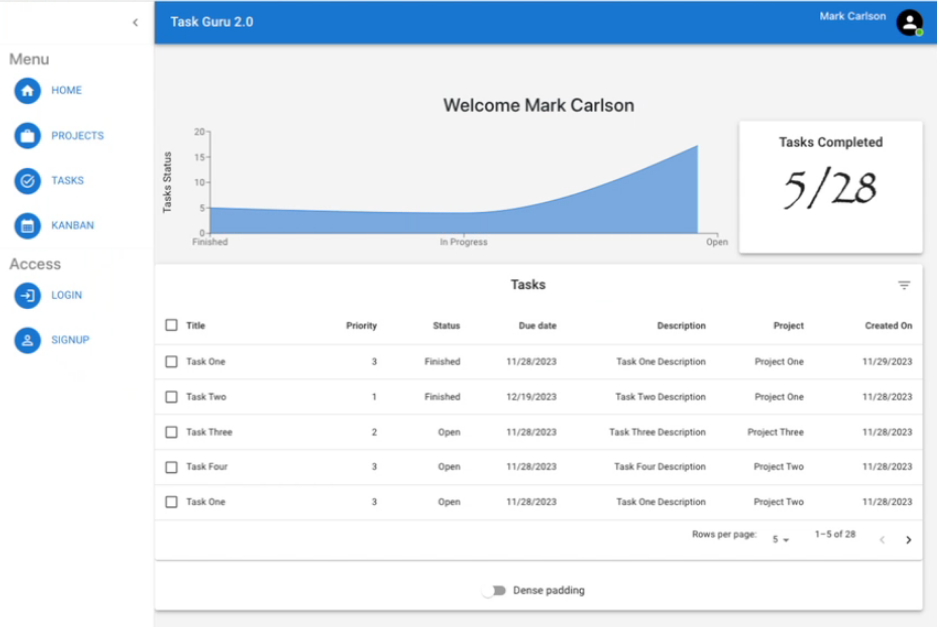 Task Guru 2.0
Mark Carlson
Menu
HOME
PROJECTS
TASKS
KANBAN
Access
LOGIN
SIGNUP
Welcome Mark Carlson
Tasks Status
20
15
10
5
0
Finished In Progress Open
Tasks Completed
5/28
Tasks
Title Priority Status Due date Description Project Created On
Task One 3 Finished 11/28/2023 Task One Description Project One 11/29/2023
Task Two 1 Finished 12/19/2023 Task Two Description Project One 11/28/2023
Task Three 2 Open 11/28/2023 Task Three Description Project Three 11/28/2023
Task Four 3 Open 11/28/2023 Task Four Description Project Two 11/28/2023
Task One 3 Open 11/28/2023 Task One Description Project Two 11/28/2023
Rows per page: 5 1–5 of 28
Dense padding